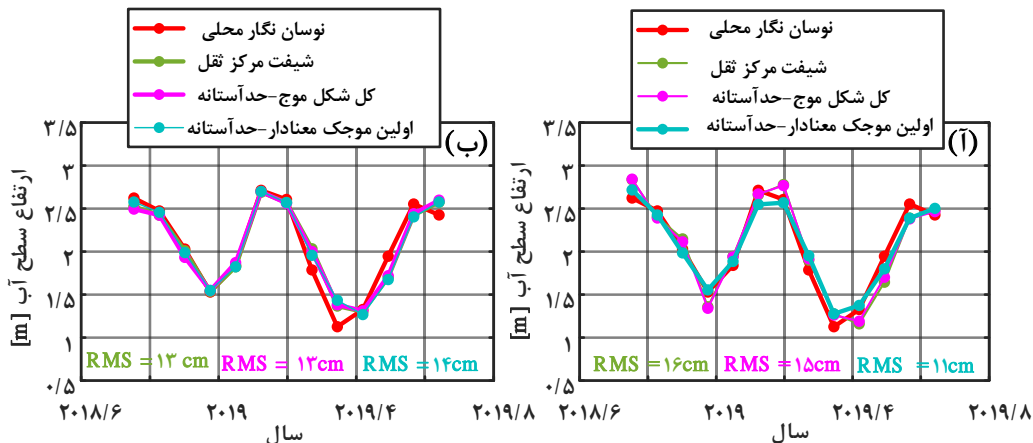 نوسان نگار محلی
شیفت مرکز ثقل
کل شکل موج-حدآستانه
اولین موجک معنادار-حدآستانه
(آ)
ارتفاع سطح آب [m]
۳/۵
۳
۲/۵
۲
۱/۵
۱
۰/۵
RMS =۱۶cm
RMS = ۱۵cm
RMS =۱۱cm
۲۰۱۸/۶
۲۰۱۹
۲۰۱۹/۴
۲۰۱۹/۸
سال
نوسان نگار محلی
شیفت مرکز ثقل
کل شکل موج-حدآستانه
اولین موجک معنادار-حدآستانه
(ب)
ارتفاع سطح آب [m]
۳/۵
۳
۲/۵
۲
۱/۵
۱
۰/۵
RMS =۱۳ cm
RMS = ۱۳cm
RMS =۱۴cm
۲۰۱۸/۶
۲۰۱۹
۲۰۱۹/۴
۲۰۱۹/۸
سال